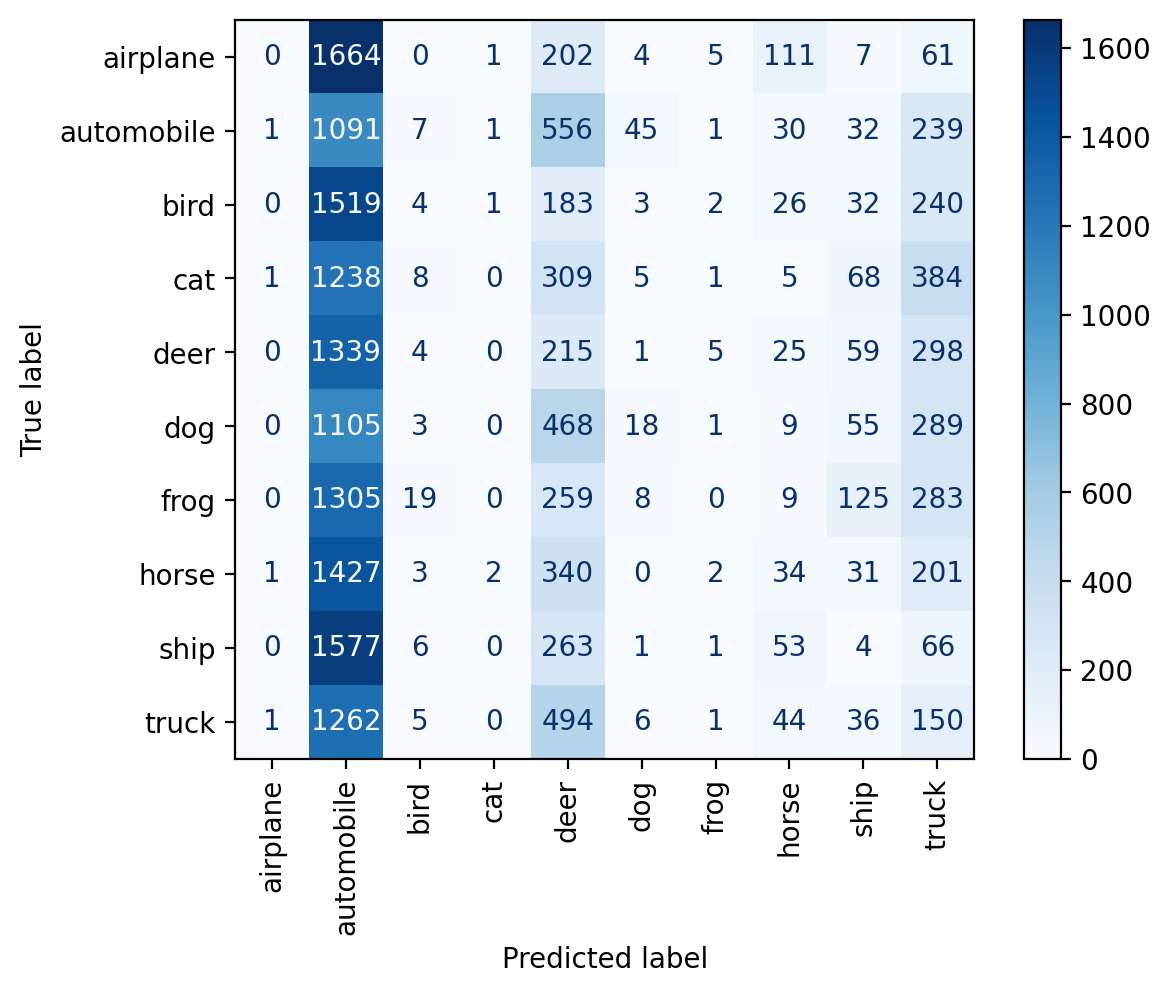 airplane 0 1664 0 1 202 4 5 111 7 61
automobile 1 1091 7 1 556 45 1 30 32 239
bird 0 1519 4 1 183 3 2 26 32 240
cat 1 1238 8 0 309 5 1 5 68 384
deer 0 1339 4 0 215 1 5 25 59 298
dog 0 1105 3 0 468 18 1 9 55 289
frog 0 1305 19 0 259 8 0 9 125 283
horse 1 1427 3 2 340 0 2 34 31 201
ship 0 1577 6 0 263 1 1 53 4 66
truck 1 1262 5 0 494 6 1 44 36 150
True label
airplane automobile bird cat deer dog frog horse ship truck
Predicted label
1600
1400
1200
1000
800
600
400
200
0